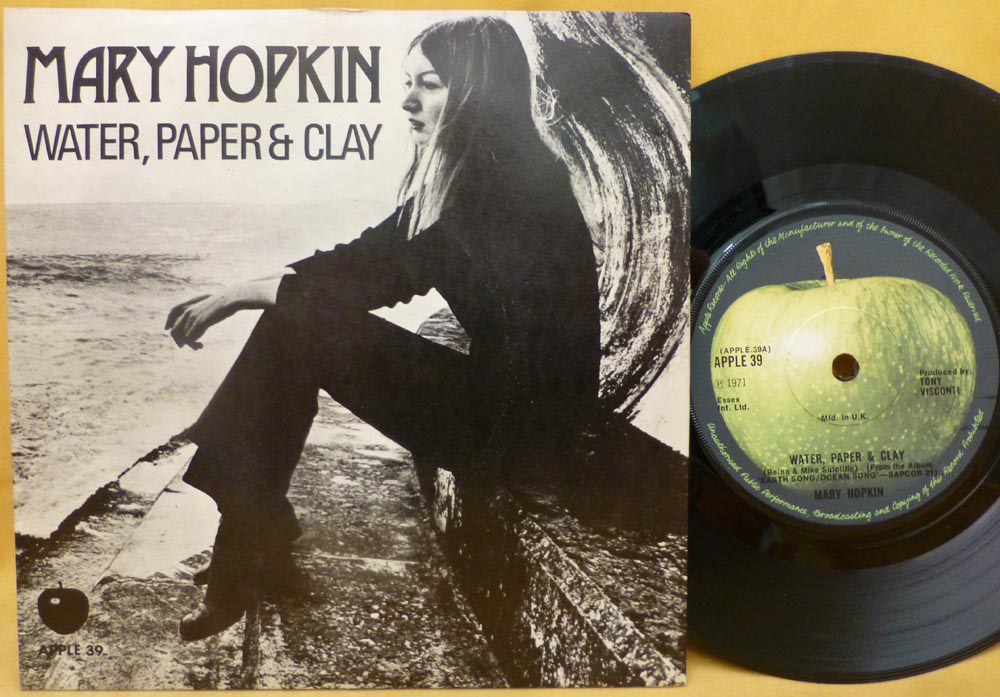 MARY HOPKIN
WATER, PAPER & CLAY
APPLE 39
Apple Records - All Rights of the Manufacturer and of the Owner of the Recorded Work Reserved
(APPLE.39A)
APPLE 39
Ⓟ 1971
Essex
Int. Ltd.
Produced by:
TONY
VISCONTI
Mfd. in U.K.
WATER, PAPER & CLAY
(Reina & Mike Sutcliffe) (From the Album
EARTH SONG/OCEAN SONG'—SAPCOR 21)
MARY HOPKIN
Unauthorised Public Performance, Broadcasting and Copying of this Record Prohibited